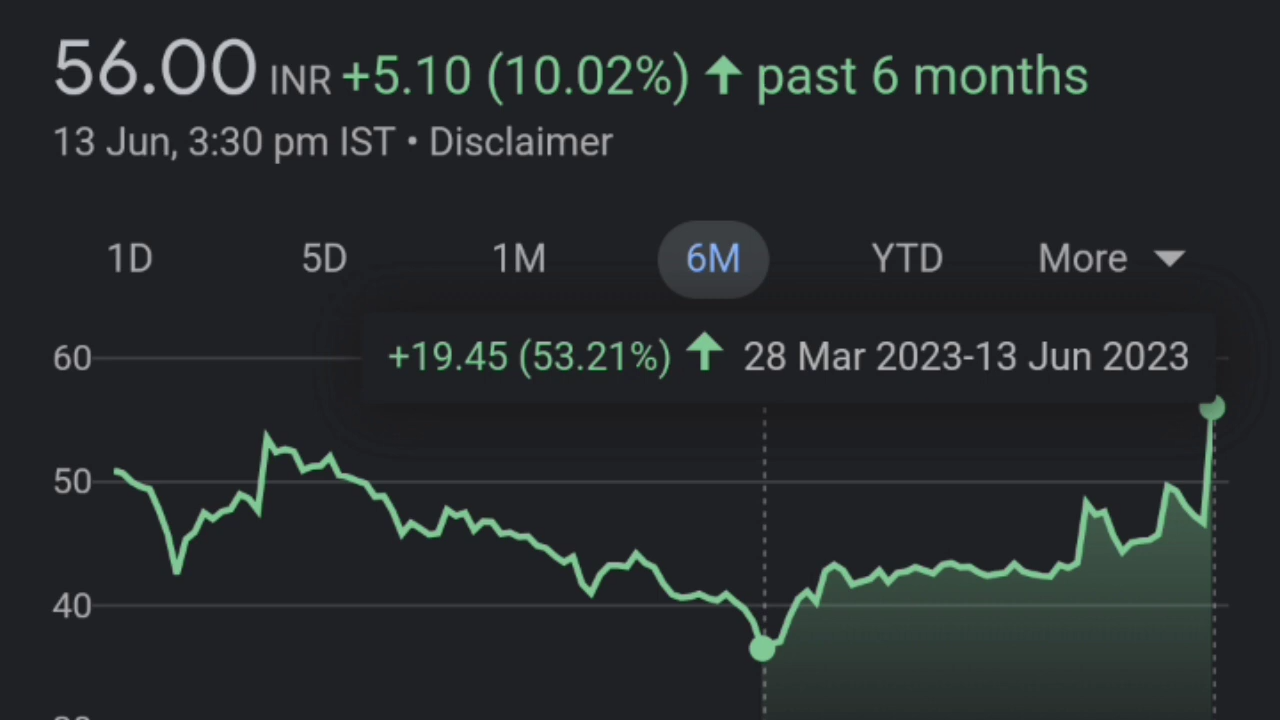 56.00 INR +5.10 (10.02%) ↑ past 6 months
13 Jun, 3:30 pm IST • Disclaimer
1D 5D 1M 6M YTD More
60
+19.45 (53.21%) ↑ 28 Mar 2023-13 Jun 2023
50
40